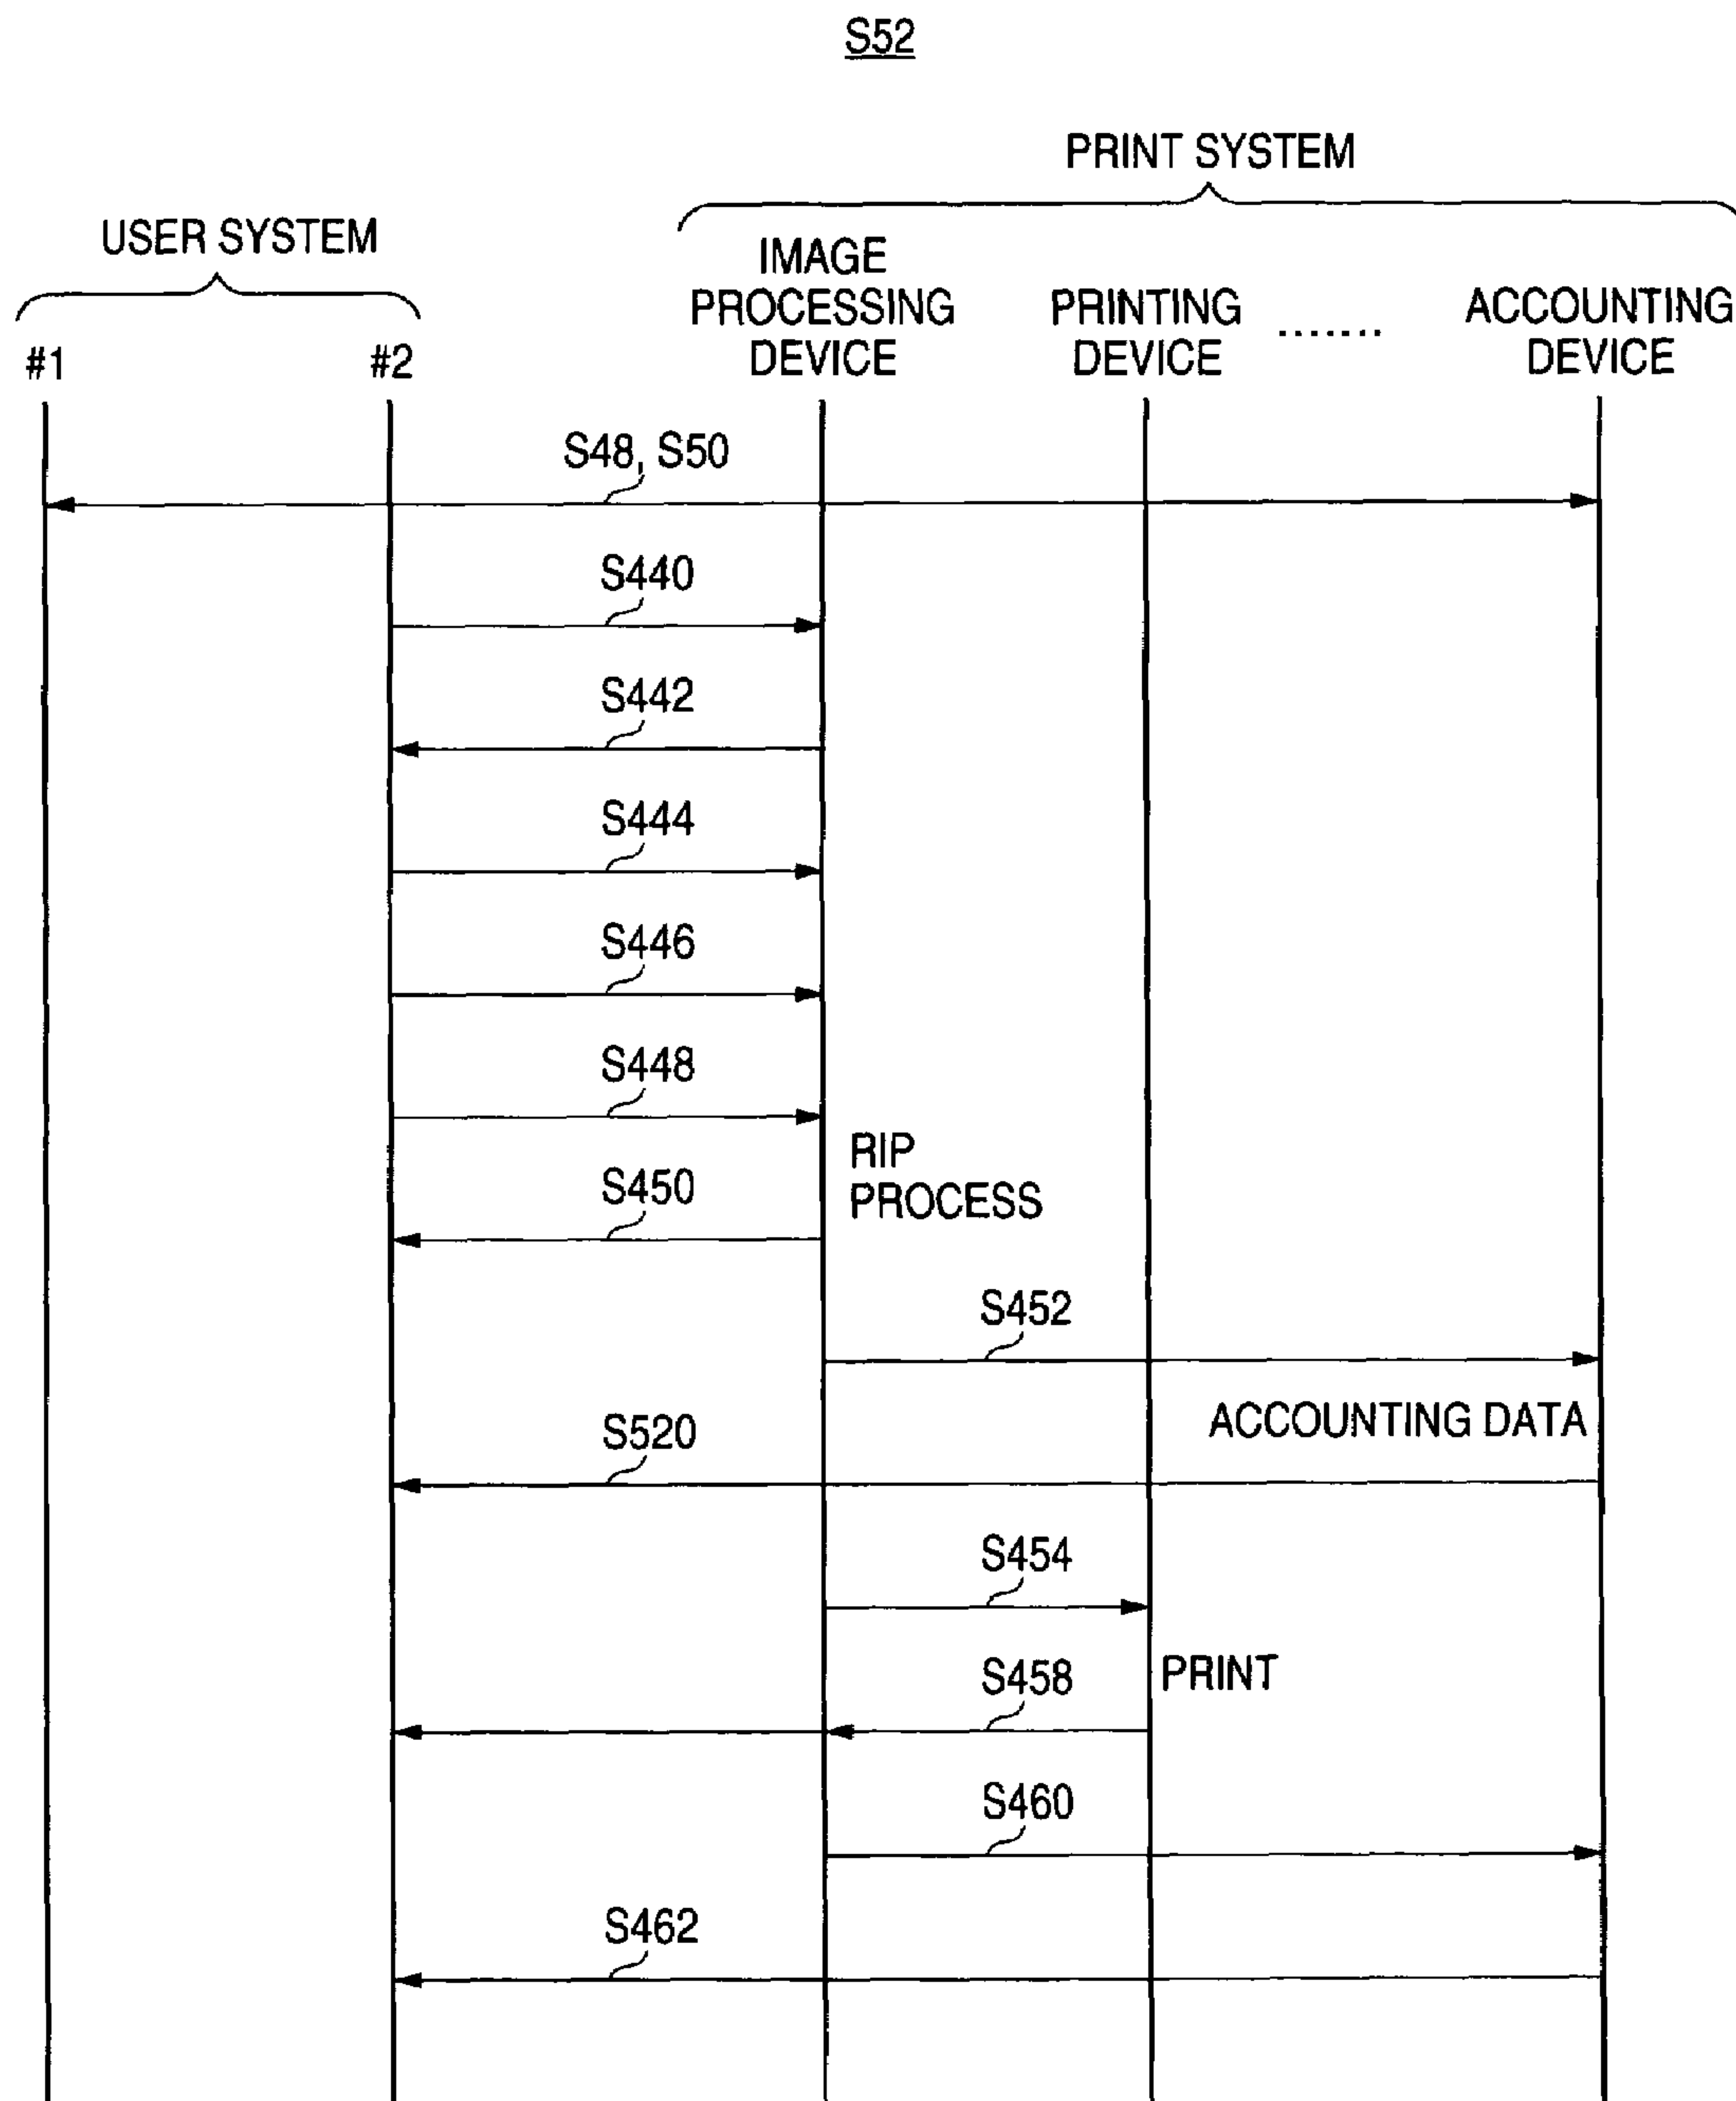 S52
PRINT SYSTEM
USER SYSTEM
IMAGE
PROCESSING
DEVICE
PRINTING
DEVICE
.......
ACCOUNTING
DEVICE
#1
#2
S48, S50
S440
S442
S444
S446
S448
RIP
PROCESS
S450
S452
ACCOUNTING DATA
S520
S454
PRINT
S458
S460
S462